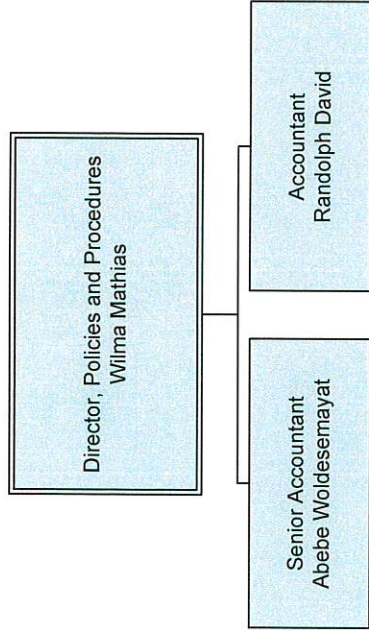 Director, Policies and Procedures
Wilma Mathias
Senior Accountant
Abebe Woldesemayat
Accountant
Randolph David